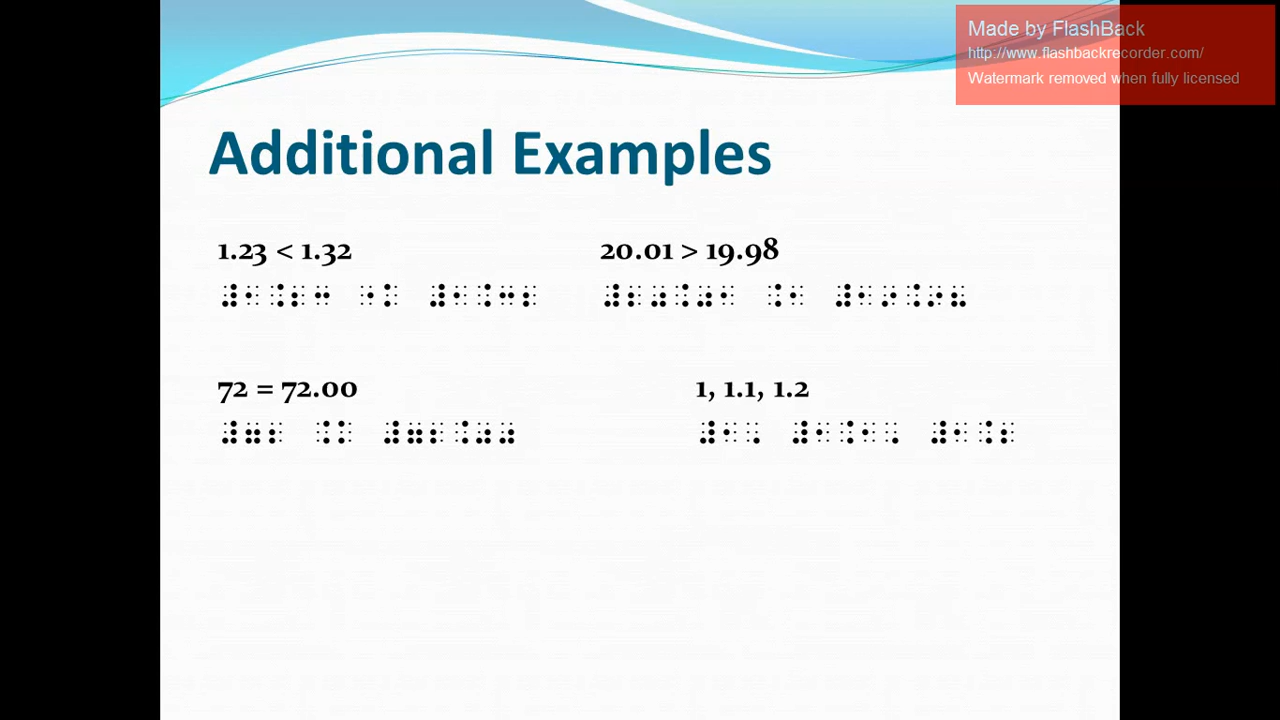 Made by FlashBack
http://www.flashbackrecorder.com/
Watermark removed when fully licensed
Additional Examples
1.23 < 1.32
20.01 > 19.98
⠼⠂⠨⠆⠒ ⠐⠅ ⠼⠂⠨⠒⠆
⠼⠆⠴⠨⠴⠂ ⠨⠂ ⠼⠂⠔⠨⠔⠦
72 = 72.00
1, 1.1, 1.2
⠼⠶⠆ ⠨⠅ ⠼⠶⠆⠨⠴⠴
⠼⠂⠠ ⠼⠂⠨⠂⠠ ⠼⠂⠨⠆